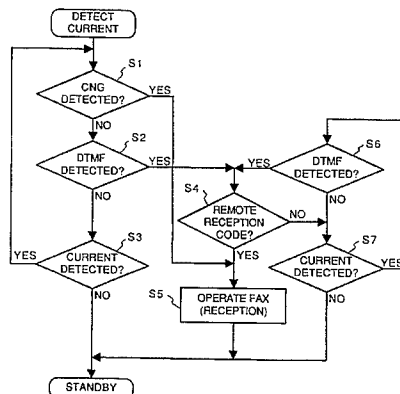 DETECT
CURRENT
S1
CNG
DETECTED?
YES
NO
S2
DTMF
DETECTED?
YES
NO
S6
DTMF
DETECTED?
YES
NO
S4
REMOTE
RECEPTION
CODE?
NO
YES
S3
CURRENT
DETECTED?
YES
NO
S7
CURRENT
DETECTED?
YES
NO
S5
OPERATE FAX
(RECEPTION)
STANDBY